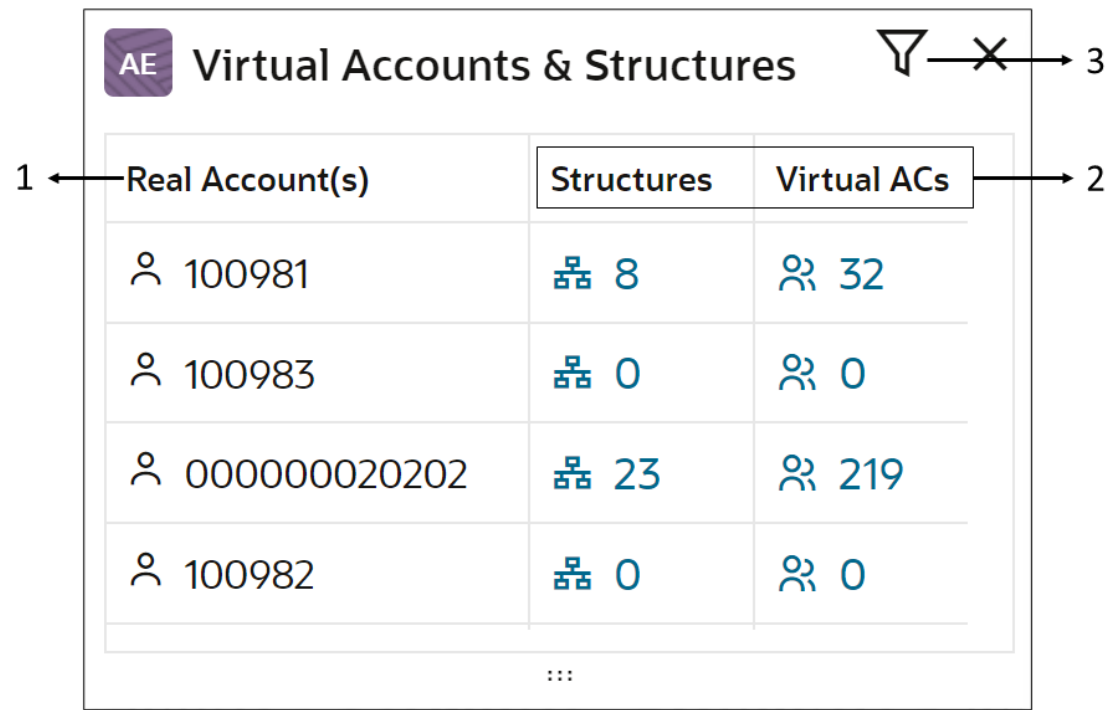 AE Virtual Accounts & Structures 3
1 Real Account(s) Structures Virtual ACs 2
100981 8 32
100983 0 0
000000020202 23 219
100982 0 0